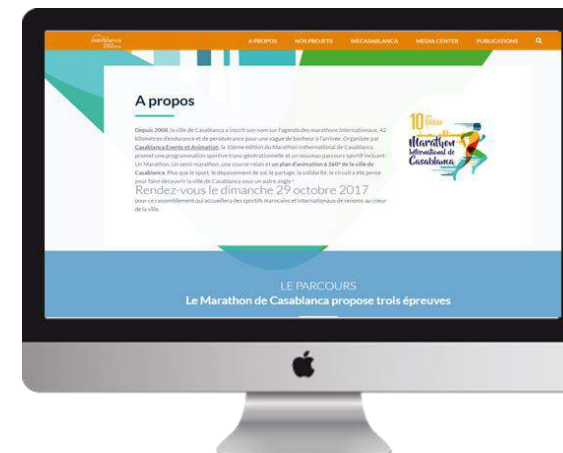 Casablanca
A PROPOS NOS PROJETS WECASABLANCA MEDIA CENTER PUBLICATIONS
A propos
Depuis 2008, la ville de Casablanca a inscrit son nom sur l'agenda des marathons internationaux. 42
kilomètres d'endurance et de persévérance pour une vague de bonheur à l'arrivée. Organisée par
Casablanca Events et Animation, la 10ème édition du Marathon International de Casablanca
promet une programmation sportive trans-générationnelle et un nouveau parcours sportif incluant :
Un Marathon, Un semi-marathon, une course relais et un plan d'animation à 360° de la ville de
Casablanca. Plus que le sport, le dépassement de soi, le partage, la solidarité, le circuit a été pensé
pour faire découvrir la ville de Casablanca sous un autre angle !
Rendez-vous le dimanche 29 octobre 2017
pour ce rassemblement qui accueillera des sportifs marocains et internationaux de renom au coeur
de la ville.
10ème
Édition
Marathon
International de
Casablanca
LE PARCOURS
Le Marathon de Casablanca propose trois épreuves